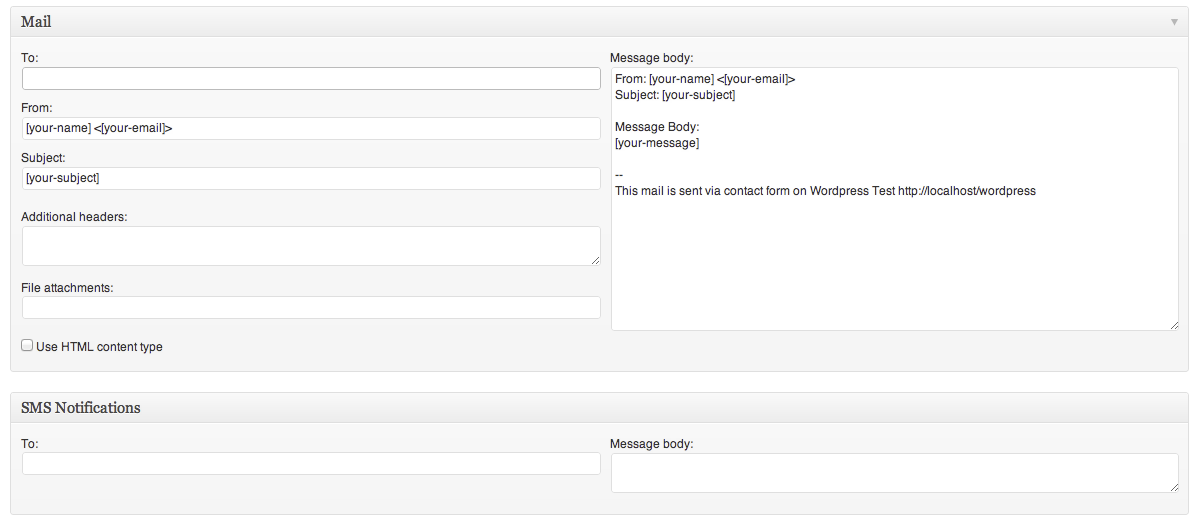 Mail
To:
From:
[your-name] <[your-email]>
Subject:
[your-subject]
Additional headers:
File attachments:
Use HTML content type
Message body:
From: [your-name] <[your-email]>
Subject: [your-subject]
Message Body:
[your-message]
--
This mail is sent via contact form on Wordpress Test http://localhost/wordpress
SMS Notifications
To:
Message body: